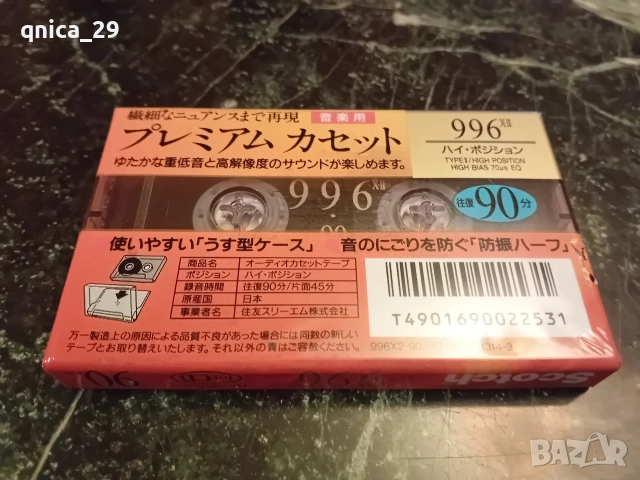 qnica_29
繊細なニュアンスまで再現 音楽用
プレミアム カセット
ゆたかな重低音と高解像度のサウンドが楽しめます。
996 XII
ハイ・ポジション
TYPEⅡ/HIGH POSITION
HIGH BIAS 70μs EQ
996 XII
90
往復90分
使いやすい「うす型ケース」 音のにごりを防ぐ「防振ハーフ」
商品名 オーディオカセットテープ
ポジション ハイ・ポジション
録音時間 往復90分/片面45分
原産国 日本
事業者名 住友スリーエム株式会社
万一製造上の原因による品質不良があった場合には同数の新しい
テープとお取り替えいたします。それ以外の責はご容赦ください。
T4901690022531
996X2-90 1314-3
90 996 Scotch
BAZAR